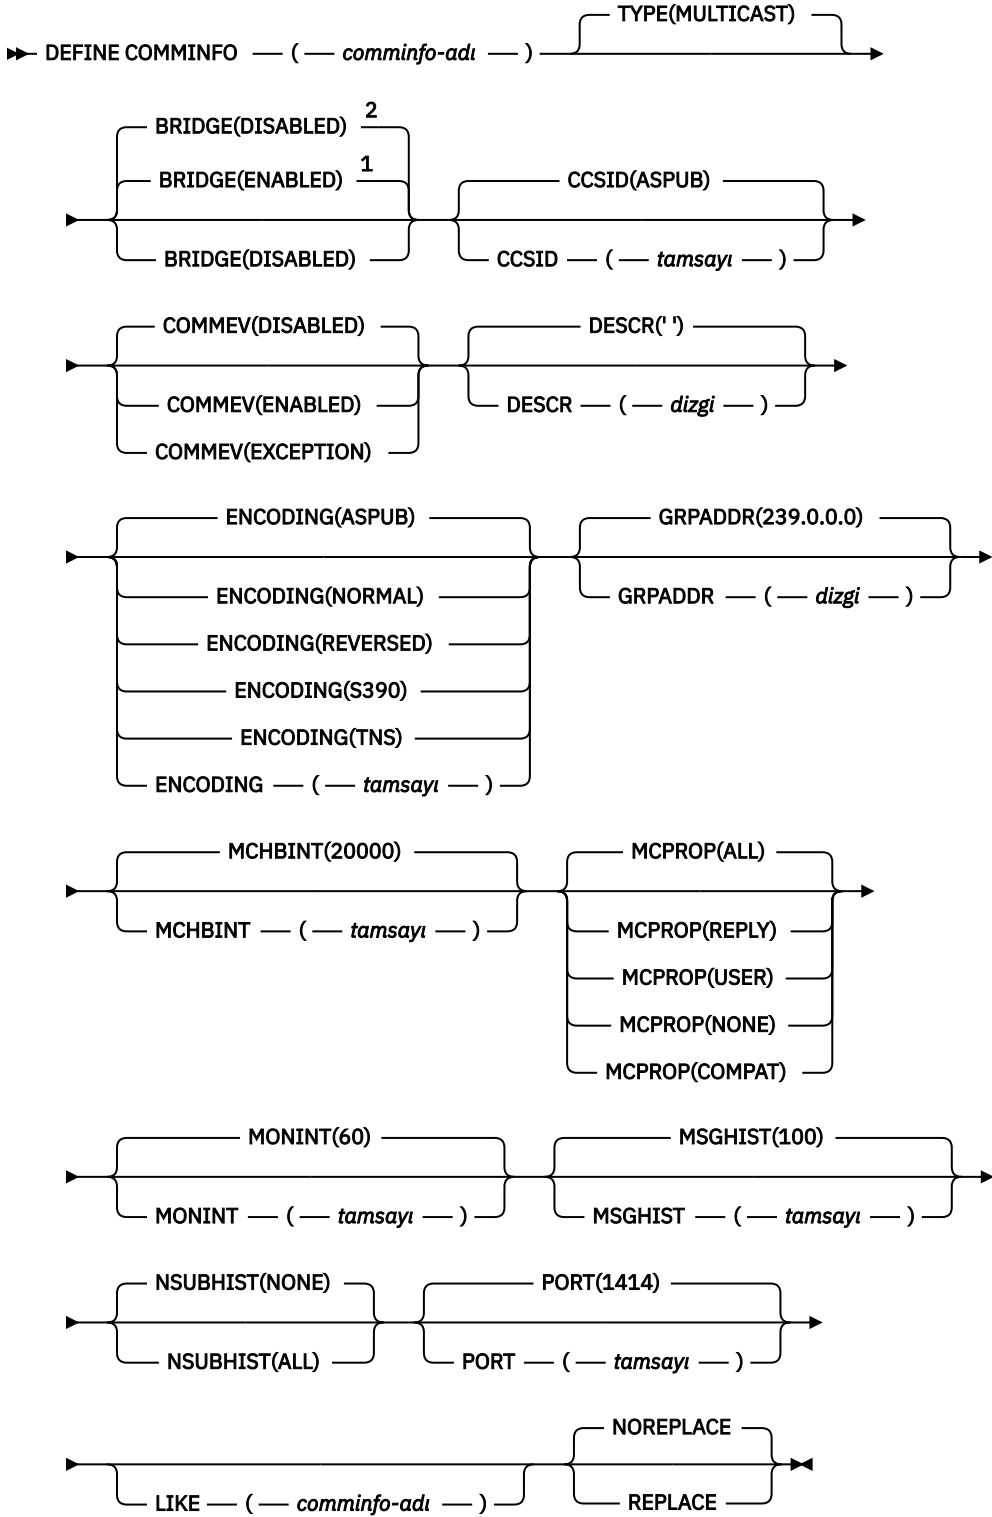 TYPE(MULTICAST)
DEFINE COMMINFO ( comminfo-adı )
BRIDGE(DISABLED) 2
BRIDGE(ENABLED) 1
CCSID(ASPUB)
BRIDGE(DISABLED)
CCSID ( tamsayı )
COMMEV(DISABLED)
DESCR(' ')
COMMEV(ENABLED)
DESCR ( dizgi )
COMMEV(EXCEPTION)
ENCODING(ASPUB)
GRPADDR(239.0.0.0)
ENCODING(NORMAL)
GRPADDR ( dizgi )
ENCODING(REVERSED)
ENCODING(S390)
ENCODING(TNS)
ENCODING ( tamsayı )
MCHBINT(20000)
MCPROP(ALL)
MCHBINT ( tamsayı )
MCPROP(REPLY)
MCPROP(USER)
MCPROP(NONE)
MCPROP(COMPAT)
MONINT(60)
MSGHIST(100)
MONINT ( tamsayı )
MSGHIST ( tamsayı )
NSUBHIST(NONE)
PORT(1414)
NSUBHIST(ALL)
PORT ( tamsayı )
NOREPLACE
LIKE ( comminfo-adı )
REPLACE